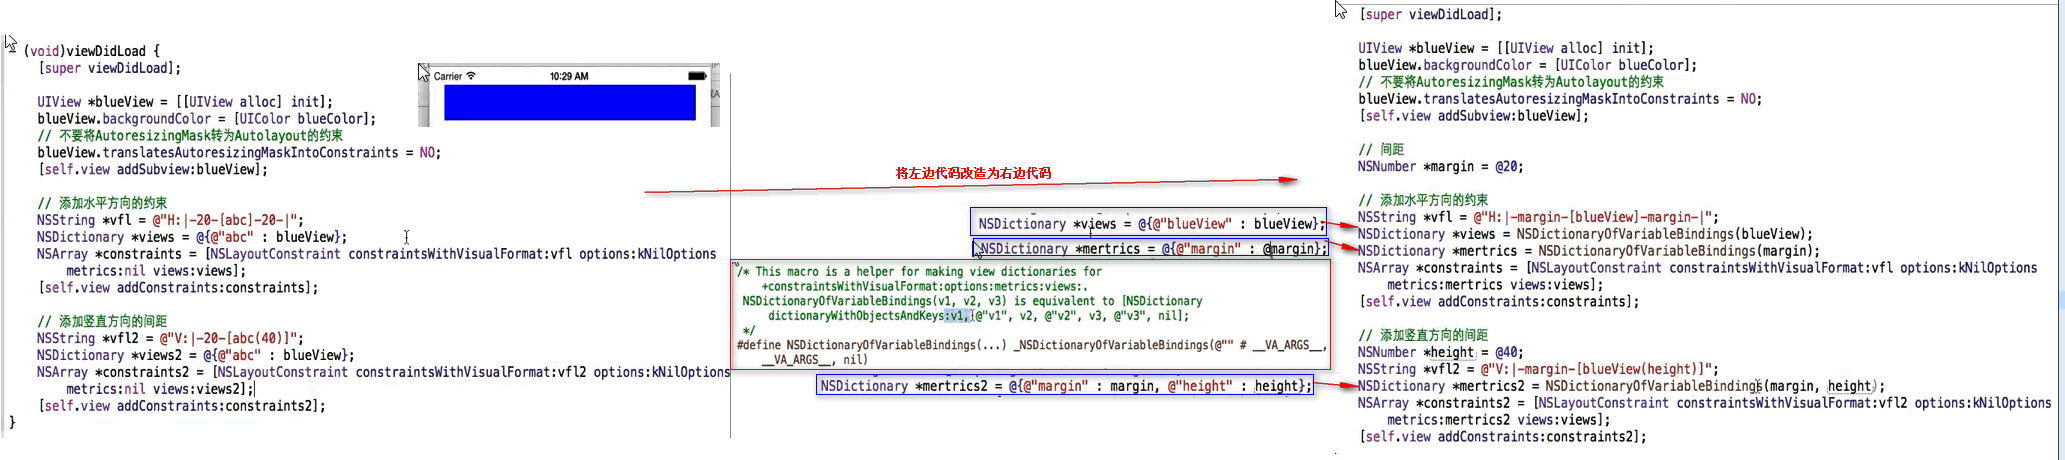 - (void)viewDidLoad {
[super viewDidLoad];
UIView *blueView = [[UIView alloc] init];
blueView.backgroundColor = [UIColor blueColor];
// 不要将AutoresizingMask转为Autolayout的约束
blueView.translatesAutoresizingMaskIntoConstraints = NO;
[self.view addSubview:blueView];
// 添加水平方向的约束
NSString *vfl = @"H:|-20-[abc]-20-|";
NSDictionary *views = @{@"abc" : blueView};
NSArray *constraints = [NSLayoutConstraint constraintsWithVisualFormat:vfl options:kNilOptions
metrics:nil views:views];
[self.view addConstraints:constraints];
// 添加竖直方向的间距
NSString *vfl2 = @"V:|-20-[abc(40)]";
NSDictionary *views2 = @{@"abc" : blueView};
NSArray *constraints2 = [NSLayoutConstraint constraintsWithVisualFormat:vfl2 options:kNilOptions
metrics:nil views:views2];
[self.view addConstraints:constraints2];
}
Carrier 10:29 AM
将左边代码改造为右边代码
NSDictionary *views = @{@"blueView" : blueView};
NSDictionary *mertrics = @{@"margin" : @margin};
/* This macro is a helper for making view dictionaries for
+constraintsWithVisualFormat:options:metrics:views:.
NSDictionaryOfVariableBindings(v1, v2, v3) is equivalent to [NSDictionary
dictionaryWithObjectsAndKeys:v1, @"v1", v2, @"v2", v3, @"v3", nil];
*/
#define NSDictionaryOfVariableBindings(...) _NSDictionaryOfVariableBindings(@"" # __VA_ARGS__,
__VA_ARGS__, nil)
NSDictionary *mertrics2 = @{@"margin" : margin, @"height" : height};
[super viewDidLoad];
UIView *blueView = [[UIView alloc] init];
blueView.backgroundColor = [UIColor blueColor];
// 不要将AutoresizingMask转为Autolayout的约束
blueView.translatesAutoresizingMaskIntoConstraints = NO;
[self.view addSubview:blueView];
// 间距
NSNumber *margin = @20;
// 添加水平方向的约束
NSString *vfl = @"H:|-margin-[blueView]-margin-|";
NSDictionary *views = NSDictionaryOfVariableBindings(blueView);
NSDictionary *mertrics = NSDictionaryOfVariableBindings(margin);
NSArray *constraints = [NSLayoutConstraint constraintsWithVisualFormat:vfl options:kNilOptions
metrics:mertrics views:views];
[self.view addConstraints:constraints];
// 添加竖直方向的间距
NSNumber *height = @40;
NSString *vfl2 = @"V:|-margin-[blueView(height)]";
NSDictionary *mertrics2 = NSDictionaryOfVariableBindings(margin, height);
NSArray *constraints2 = [NSLayoutConstraint constraintsWithVisualFormat:vfl2 options:kNilOptions
metrics:mertrics2 views:views];
[self.view addConstraints:constraints2];